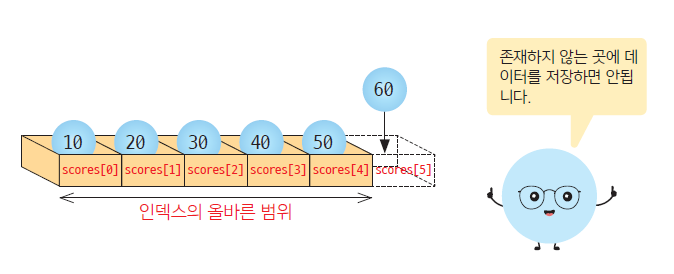 60
10 20 30 40 50
scores[0] scores[1] scores[2] scores[3] scores[4] scores[5]
인덱스의 올바른 범위
존재하지 않는 곳에 데
이터를 저장하면 안됩
니다.